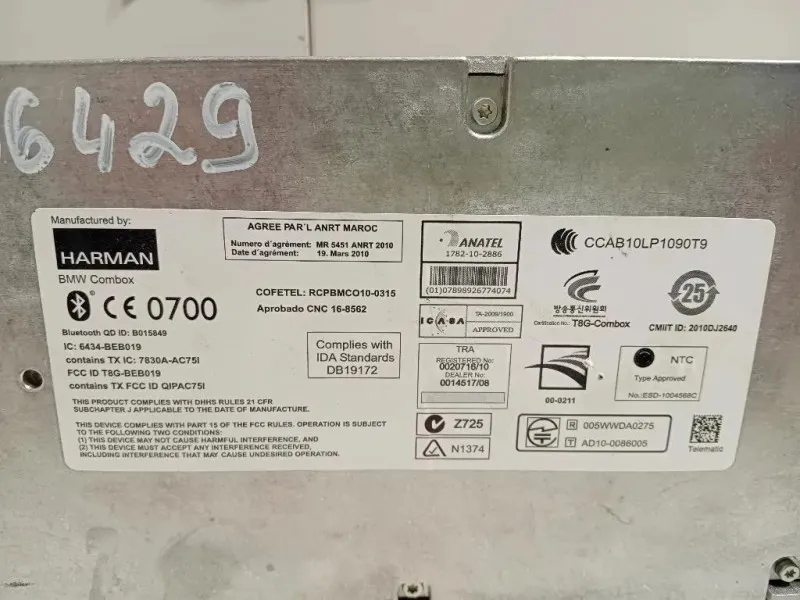 6429
Manufactured by:
HARMAN
BMW Combox
CE 0700
Bluetooth QD ID: B015849
IC: 6434-BEB019
contains TX IC: 7830A-AC75I
FCC ID T8G-BEB019
contains TX FCC ID QIPAC75I
THIS PRODUCT COMPLIES WITH DHHS RULES 21 CFR
SUBCHAPTER J APPLICABLE TO THE DATE OF MANUFACTURE.
THIS DEVICE COMPLIES WITH PART 15 OF THE FCC RULES. OPERATION IS SUBJECT
TO THE FOLLOWING TWO CONDITIONS:
(1) THIS DEVICE MAY NOT CAUSE HARMFUL INTERFERENCE, AND
(2) THIS DEVICE MUST ACCEPT ANY INTERFERENCE RECEIVED,
INCLUDING INTERFERENCE THAT MAY CAUSE UNDESIRED OPERATION.
AGREE PAR´L ANRT MAROC
Numero d´agrément: MR 5451 ANRT 2010
Date d´agrément: 19. Mars 2010
COFETEL: RCPBMCO10-0315
Aprobado CNC 16-8562
Complies with
IDA Standards
DB19172
ANATEL
1782-10-2886
(01)07898926774074
ICASA
TA-2009/1900
APPROVED
TRA
REGISTERED No:
0020716/10
DEALER No:
0014517/08
Z725
N1374
CCAB10LP1090T9
방송통신위원회
Certification No.: T8G-Combox
25
CMIIT ID: 2010DJ2640
00-0211
NTC
Type Approved
No.: ESD-1004568C
R 005WWDA0275
T AD10-0086005
Telematic